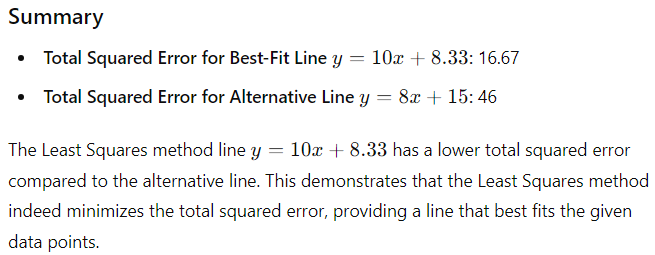 Summary
• Total Squared Error for Best-Fit Line y = 10x + 8.33: 16.67
• Total Squared Error for Alternative Line y = 8x + 15: 46
The Least Squares method line y = 10x + 8.33 has a lower total squared error
compared to the alternative line. This demonstrates that the Least Squares method
indeed minimizes the total squared error, providing a line that best fits the given
data points.